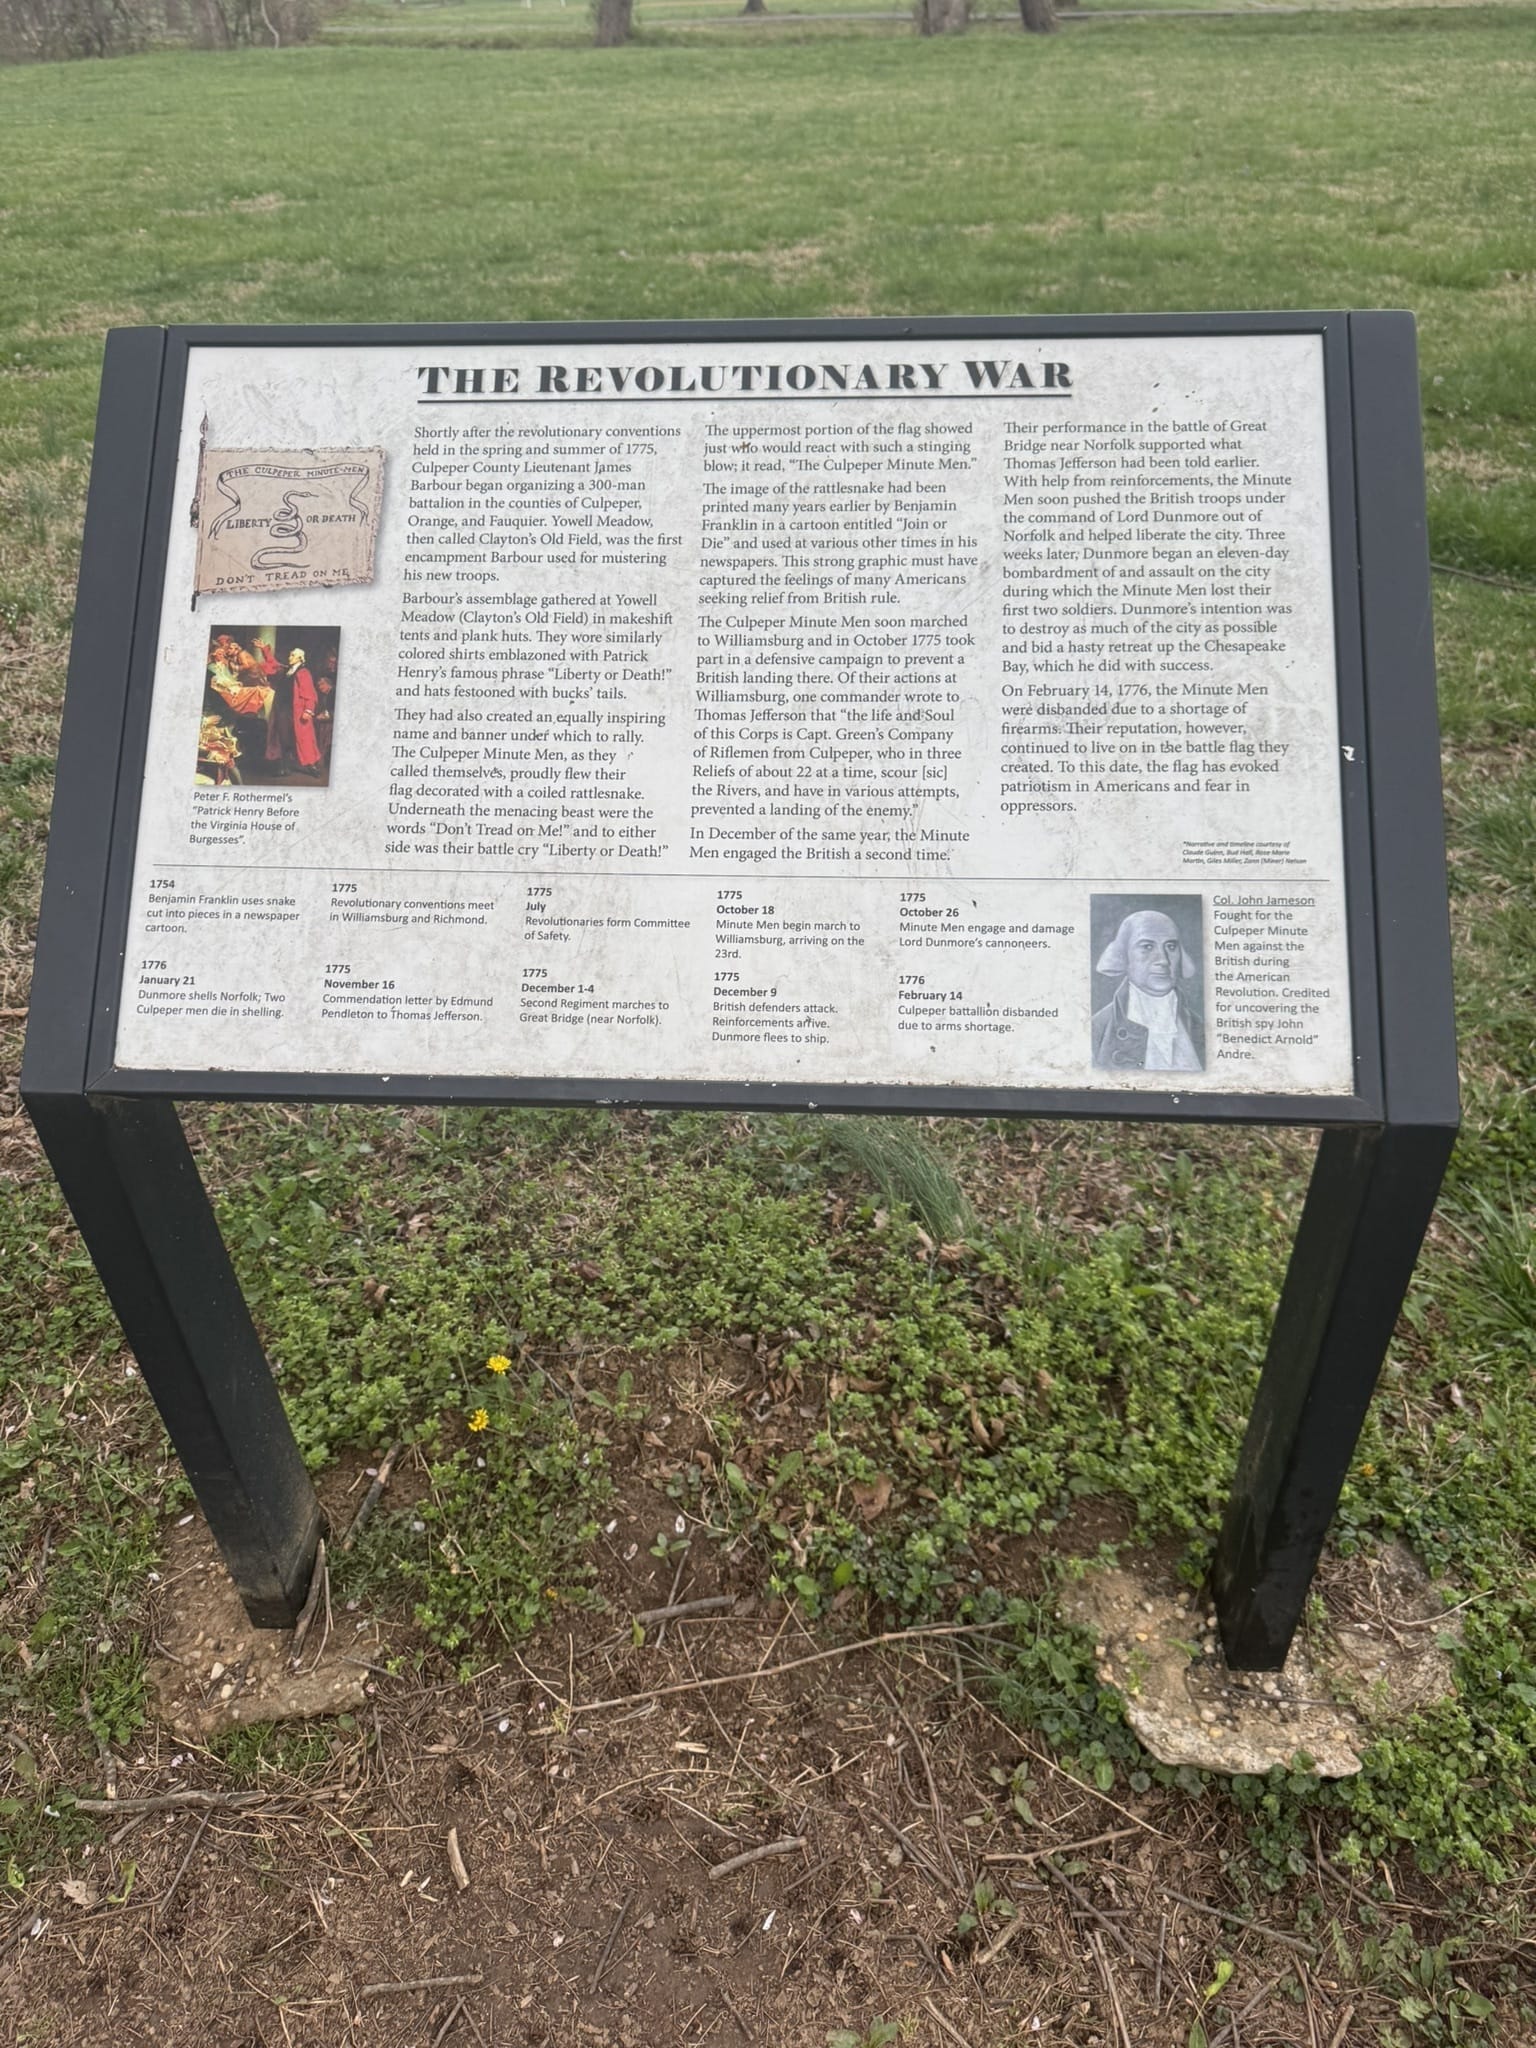 THE REVOLUTIONARY WAR
THE CULPEPER MINUTE-MEN
LIBERTY OR DEATH
DON'T TREAD ON ME
Peter F. Rothermel's
"Patrick Henry Before
the Virginia House of
Burgesses".
Shortly after the revolutionary conventions
held in the spring and summer of 1775,
Culpeper County Lieutenant James
Barbour began organizing a 300-man
battalion in the counties of Culpeper,
Orange, and Fauquier. Yowell Meadow,
then called Clayton's Old Field, was the first
encampment Barbour used for mustering
his new troops.
Barbour's assemblage gathered at Yowell
Meadow (Clayton's Old Field) in makeshift
tents and plank huts. They wore similarly
colored shirts emblazoned with Patrick
Henry's famous phrase "Liberty or Death!"
and hats festooned with bucks' tails.
They had also created an equally inspiring
name and banner under which to rally.
The Culpeper Minute Men, as they
called themselves, proudly flew their
flag decorated with a coiled rattlesnake.
Underneath the menacing beast were the
words "Don't Tread on Me!" and to either
side was their battle cry "Liberty or Death!"
The uppermost portion of the flag showed
just who would react with such a stinging
blow; it read, "The Culpeper Minute Men."
The image of the rattlesnake had been
printed many years earlier by Benjamin
Franklin in a cartoon entitled "Join or
Die" and used at various other times in his
newspapers. This strong graphic must have
captured the feelings of many Americans
seeking relief from British rule.
The Culpeper Minute Men soon marched
to Williamsburg and in October 1775 took
part in a defensive campaign to prevent a
British landing there. Of their actions at
Williamsburg, one commander wrote to
Thomas Jefferson that "the life and Soul
of this Corps is Capt. Green's Company
of Riflemen from Culpeper, who in three
Reliefs of about 22 at a time, scour [sic]
the Rivers, and have in various attempts,
prevented a landing of the enemy."
In December of the same year, the Minute
Men engaged the British a second time.
Their performance in the battle of Great
Bridge near Norfolk supported what
Thomas Jefferson had been told earlier.
With help from reinforcements, the Minute
Men soon pushed the British troops under
the command of Lord Dunmore out of
Norfolk and helped liberate the city. Three
weeks later, Dunmore began an eleven-day
bombardment of and assault on the city
during which the Minute Men lost their
first two soldiers. Dunmore's intention was
to destroy as much of the city as possible
and bid a hasty retreat up the Chesapeake
Bay, which he did with success.
On February 14, 1776, the Minute Men
were disbanded due to a shortage of
firearms. Their reputation, however,
continued to live on in the battle flag they
created. To this date, the flag has evoked
patriotism in Americans and fear in
oppressors.
*Narrative and timeline courtesy of
Claude Guinn, Bud Hall, Rose Marie
Martin, Giles Miller, Zann (Miner) Nelson
1754
Benjamin Franklin uses snake
cut into pieces in a newspaper
cartoon.
1775
Revolutionary conventions meet
in Williamsburg and Richmond.
1775
July
Revolutionaries form Committee
of Safety.
1775
October 18
Minute Men begin march to
Williamsburg, arriving on the
23rd.
1775
October 26
Minute Men engage and damage
Lord Dunmore's cannoneers.
1776
January 21
Dunmore shells Norfolk; Two
Culpeper men die in shelling.
1775
November 16
Commendation letter by Edmund
Pendleton to Thomas Jefferson.
1775
December 1-4
Second Regiment marches to
Great Bridge (near Norfolk).
1775
December 9
British defenders attack.
Reinforcements arrive.
Dunmore flees to ship.
1776
February 14
Culpeper battallion disbanded
due to arms shortage.
Col. John Jameson
Fought for the
Culpeper Minute
Men against the
British during
the American
Revolution. Credited
for uncovering the
British spy John
"Benedict Arnold"
Andre.